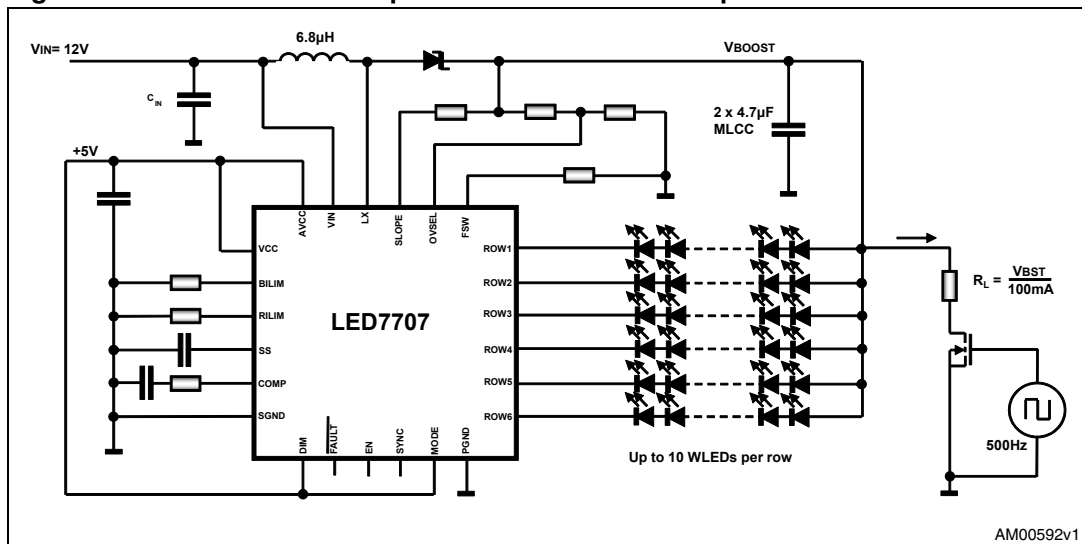 VIN= 12V
6.8µH
VBOOST
CIN
2 x 4.7µF
MLCC
+5V
AVCC
VIN
LX
SLOPE
OVSEL
FSW
VCC
BILIM
RILIM
SS
COMP
SGND
LED7707
ROW1
ROW2
ROW3
ROW4
ROW5
ROW6
RL = VBST
100mA
DIM
FAULT
EN
SYNC
MODE
PGND
Up to 10 WLEDs per row
500Hz
AM00592v1